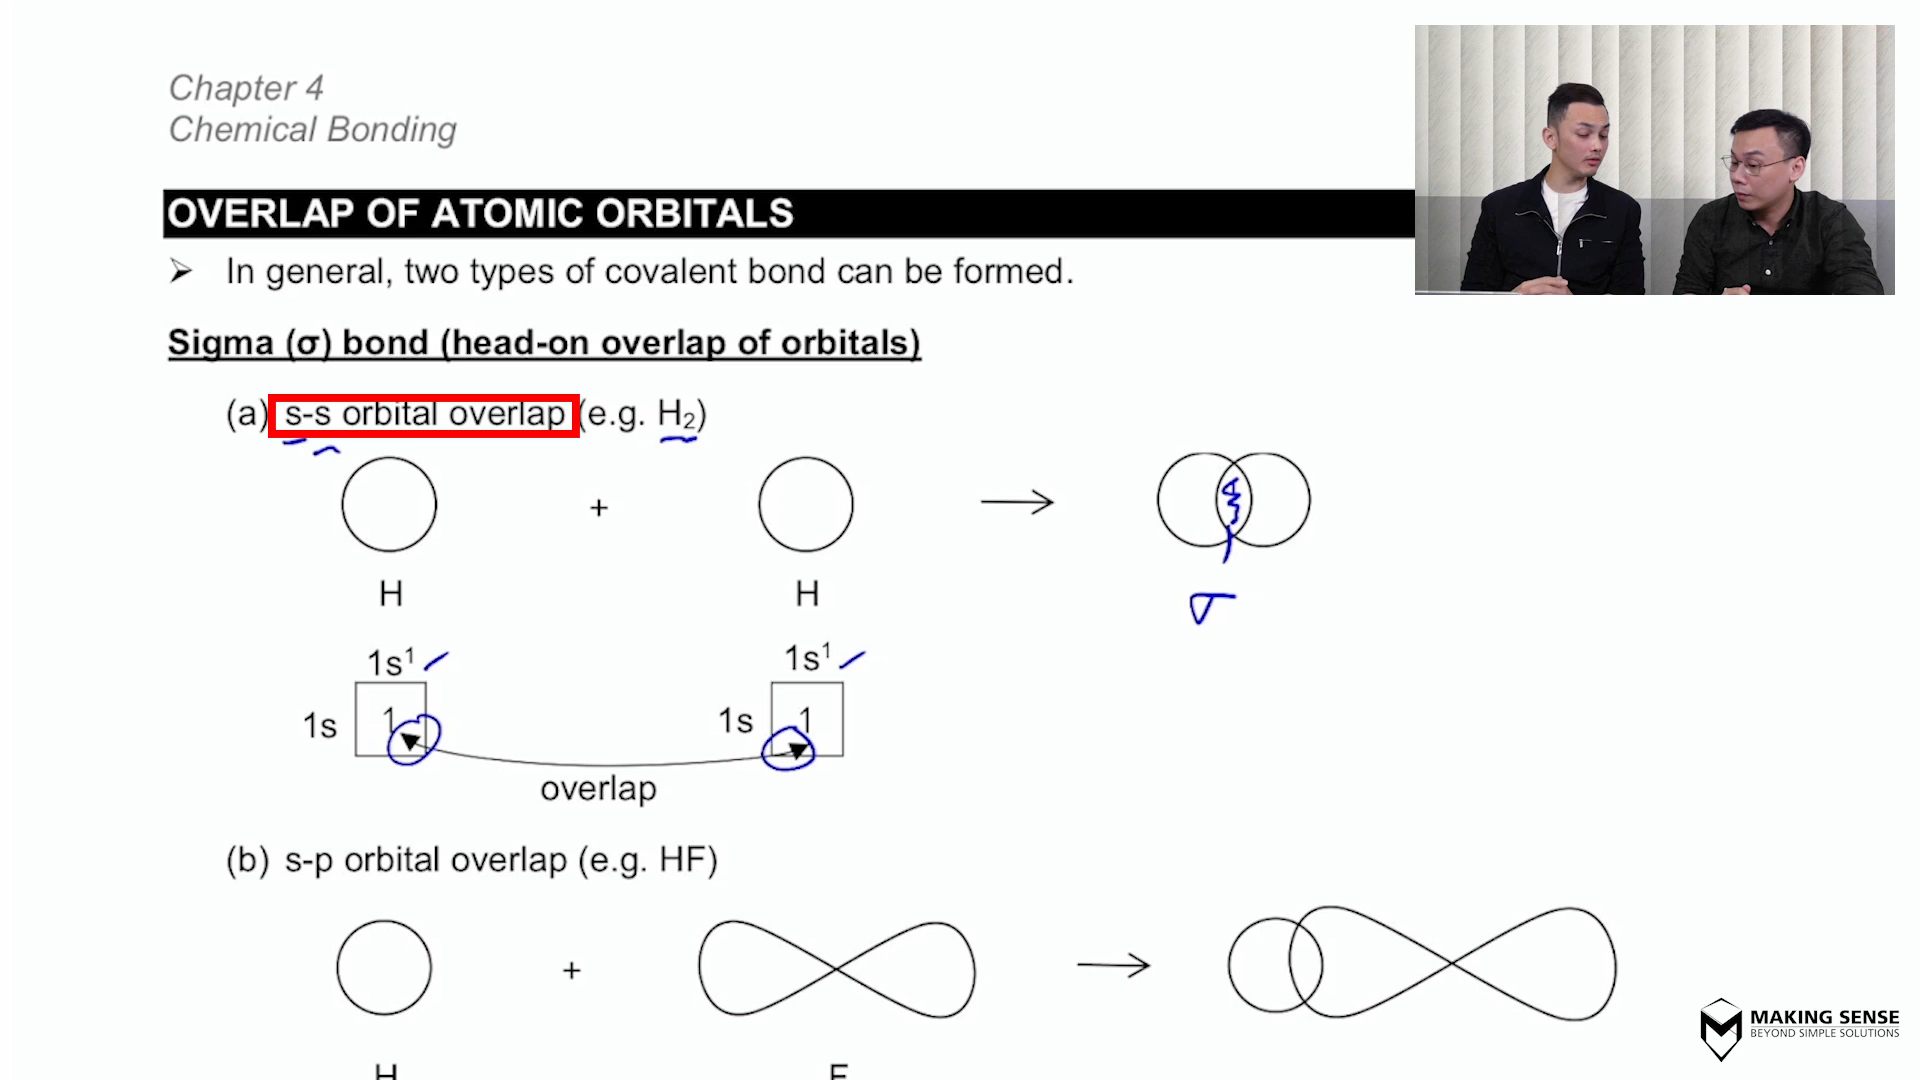 Chapter 4
Chemical Bonding
OVERLAP OF ATOMIC ORBITALS
➢ In general, two types of covalent bond can be formed.
Sigma (σ) bond (head-on overlap of orbitals)
(a) s-s orbital overlap (e.g. H₂)
+
H H
σ
1s¹ 1s¹
1s 1 1s 1
overlap
(b) s-p orbital overlap (e.g. HF)
+
H F
MAKING SENSE
BEYOND SIMPLE SOLUTIONS